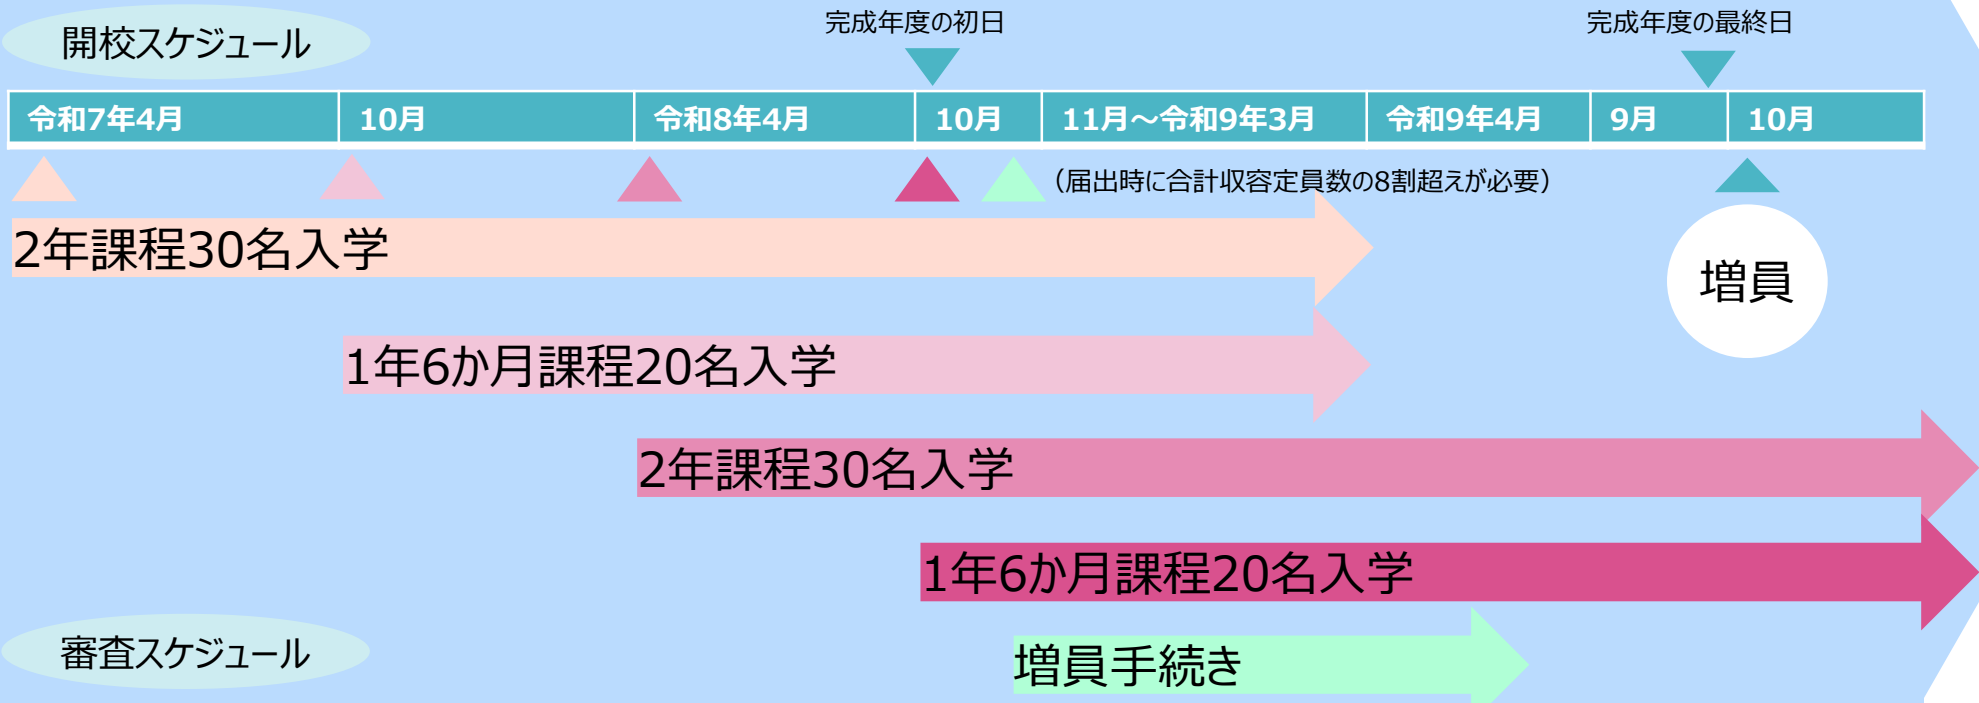 完成年度の初日
完成年度の最終日
開校スケジュール
令和7年4月
10月
令和8年4月
10月
11月～令和9年3月
令和9年4月
9月
10月
（届出時に合計収容定員数の8割超えが必要）
2年課程30名入学
増員
1年6か月課程20名入学
2年課程30名入学
1年6か月課程20名入学
審査スケジュール
増員手続き